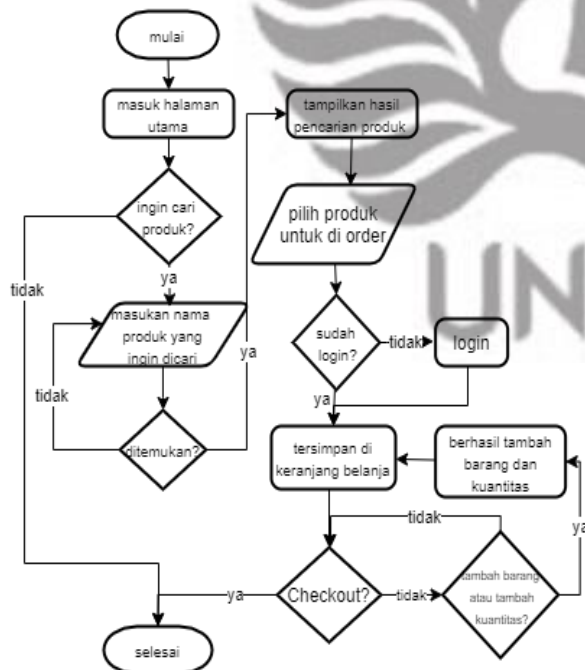 mulai
masuk halaman
utama
ingin cari
produk?
tidak
ya
masukan nama
produk yang
ingin dicari
tidak
ditemukan?
ya
tampilkan hasil
pencarian produk
pilih produk
untuk di order
sudah
login?
tidak
login
ya
tersimpan di
keranjang belanja
berhasil tambah
barang dan
kuantitas
tidak
ya
Checkout?
tidak
tambah barang
atau tambah
kuantitas?
ya
selesai
UN